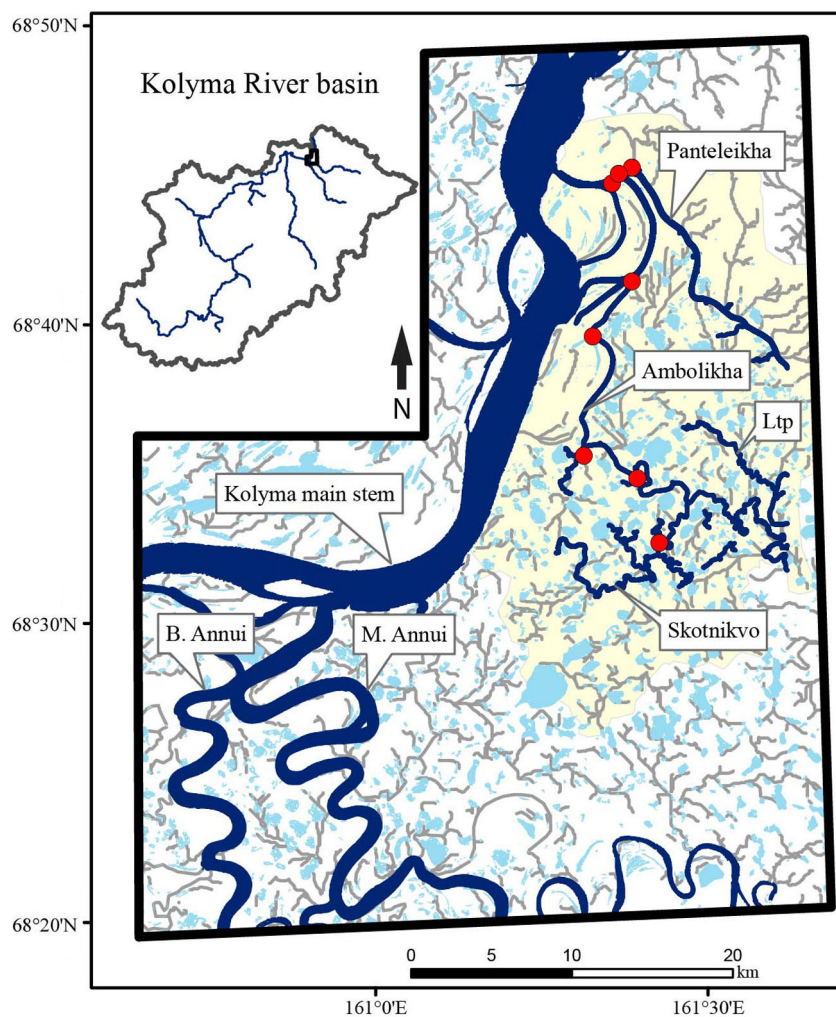 68°50'N
Kolyma River basin
Panteleikha
68°40'N
N
Ambolikha
Ltp
Kolyma main stem
68°30'N
B. Annui
M. Annui
Skotnikvo
68°20'N
0 5 10 20
km
161°0'E
161°30'E